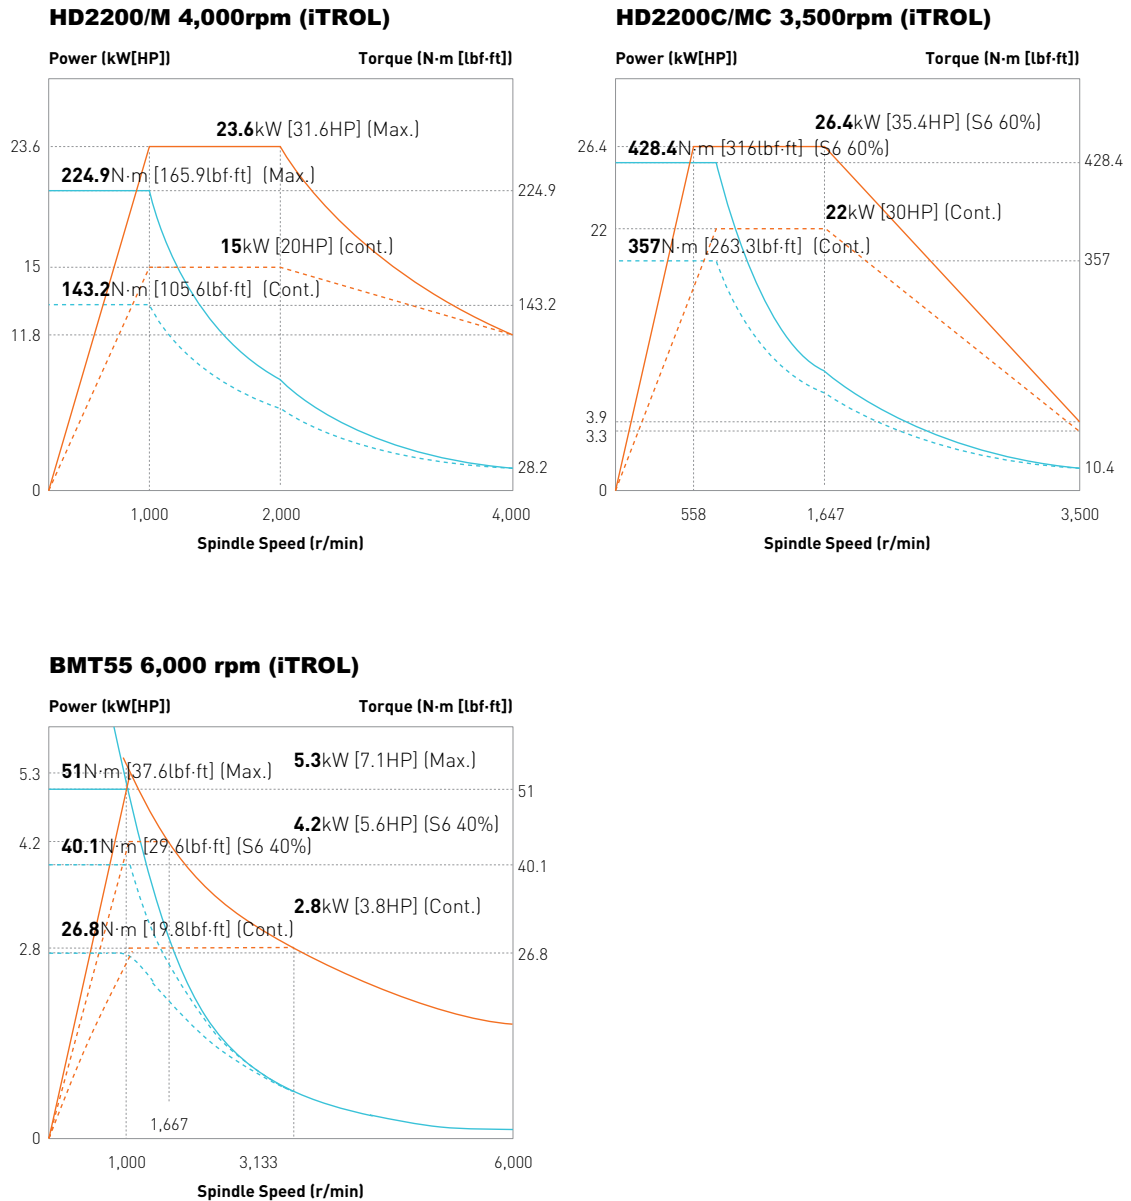 HD2200/M 4,000rpm (iTROL)
Power (kW[HP]) Torque (N·m [lbf·ft])
23.6kW [31.6HP] (Max.)
23.6
224.9N·m [165.9lbf·ft] (Max.)
224.9
15kW [20HP] (cont.)
15
143.2N·m [105.6lbf·ft] (Cont.)
143.2
11.8
28.2
0
1,000 2,000 4,000
Spindle Speed (r/min)
HD2200C/MC 3,500rpm (iTROL)
Power (kW[HP]) Torque (N·m [lbf·ft])
26.4kW [35.4HP] (S6 60%)
26.4
428.4N·m [316lbf·ft] (S6 60%)
428.4
22kW [30HP] (Cont.)
22
357N·m [263.3lbf·ft] (Cont.)
357
3.9
3.3
10.4
0
558 1,647 3,500
Spindle Speed (r/min)
BMT55 6,000 rpm (iTROL)
Power (kW[HP]) Torque (N·m [lbf·ft])
5.3kW [7.1HP] (Max.)
5.3
51N·m [37.6lbf·ft] (Max.)
51
4.2kW [5.6HP] (S6 40%)
4.2
40.1N·m [29.6lbf·ft] (S6 40%)
40.1
2.8kW [3.8HP] (Cont.)
26.8N·m [19.8lbf·ft] (Cont.)
2.8
26.8
1,667
0
1,000 3,133 6,000
Spindle Speed (r/min)